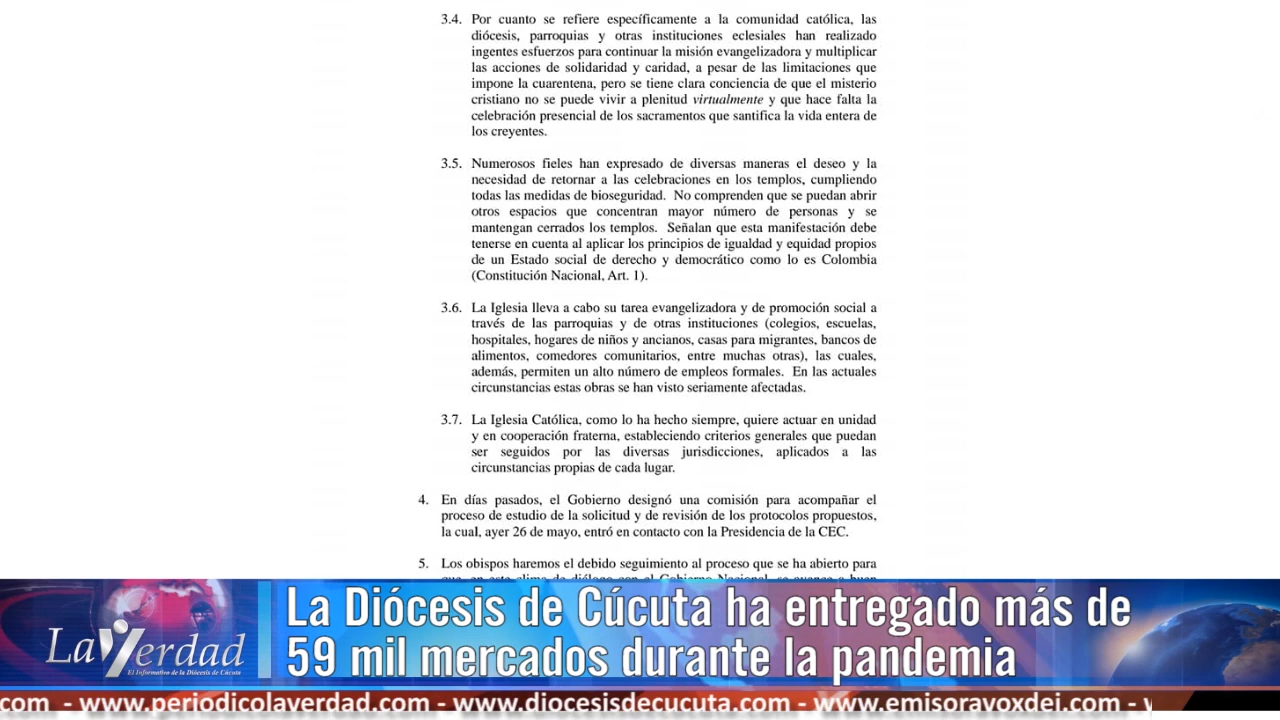 3.4. Por cuanto se refiere específicamente a la comunidad católica, las
diócesis, parroquias y otras instituciones eclesiales han realizado
ingentes esfuerzos para continuar la misión evangelizadora y multiplicar
las acciones de solidaridad y caridad, a pesar de las limitaciones que
impone la cuarentena, pero se tiene clara conciencia de que el misterio
cristiano no se puede vivir a plenitud virtualmente y que hace falta la
celebración presencial de los sacramentos que santifica la vida entera de
los creyentes.
3.5. Numerosos fieles han expresado de diversas maneras el deseo y la
necesidad de retornar a las celebraciones en los templos, cumpliendo
todas las medidas de bioseguridad. No comprenden que se puedan abrir
otros espacios que concentran mayor número de personas y se
mantengan cerrados los templos. Señalan que esta manifestación debe
tenerse en cuenta al aplicar los principios de igualdad y equidad propios
de un Estado social de derecho y democrático como lo es Colombia
(Constitución Nacional, Art. 1).
3.6. La Iglesia lleva a cabo su tarea evangelizadora y de promoción social a
través de las parroquias y de otras instituciones (colegios, escuelas,
hospitales, hogares de niños y ancianos, casas para migrantes, bancos de
alimentos, comedores comunitarios, entre muchas otras), las cuales,
además, permiten un alto número de empleos formales. En las actuales
circunstancias estas obras se han visto seriamente afectadas.
3.7. La Iglesia Católica, como lo ha hecho siempre, quiere actuar en unidad
y en cooperación fraterna, estableciendo criterios generales que puedan
ser seguidos por las diversas jurisdicciones, aplicados a las
circunstancias propias de cada lugar.
4. En días pasados, el Gobierno designó una comisión para acompañar el
proceso de estudio de la solicitud y de revisión de los protocolos propuestos,
la cual, ayer 26 de mayo, entró en contacto con la Presidencia de la CEC.
5. Los obispos haremos el debido seguimiento al proceso que se ha abierto para
La Diócesis de Cúcuta ha entregado más de
59 mil mercados durante la pandemia
La Verdad
El Informativo de la Diócesis de Cúcuta
com - www.periodicolaverdad.com - www.diocesisdecucuta.com - www.emisoravoxdei.com -